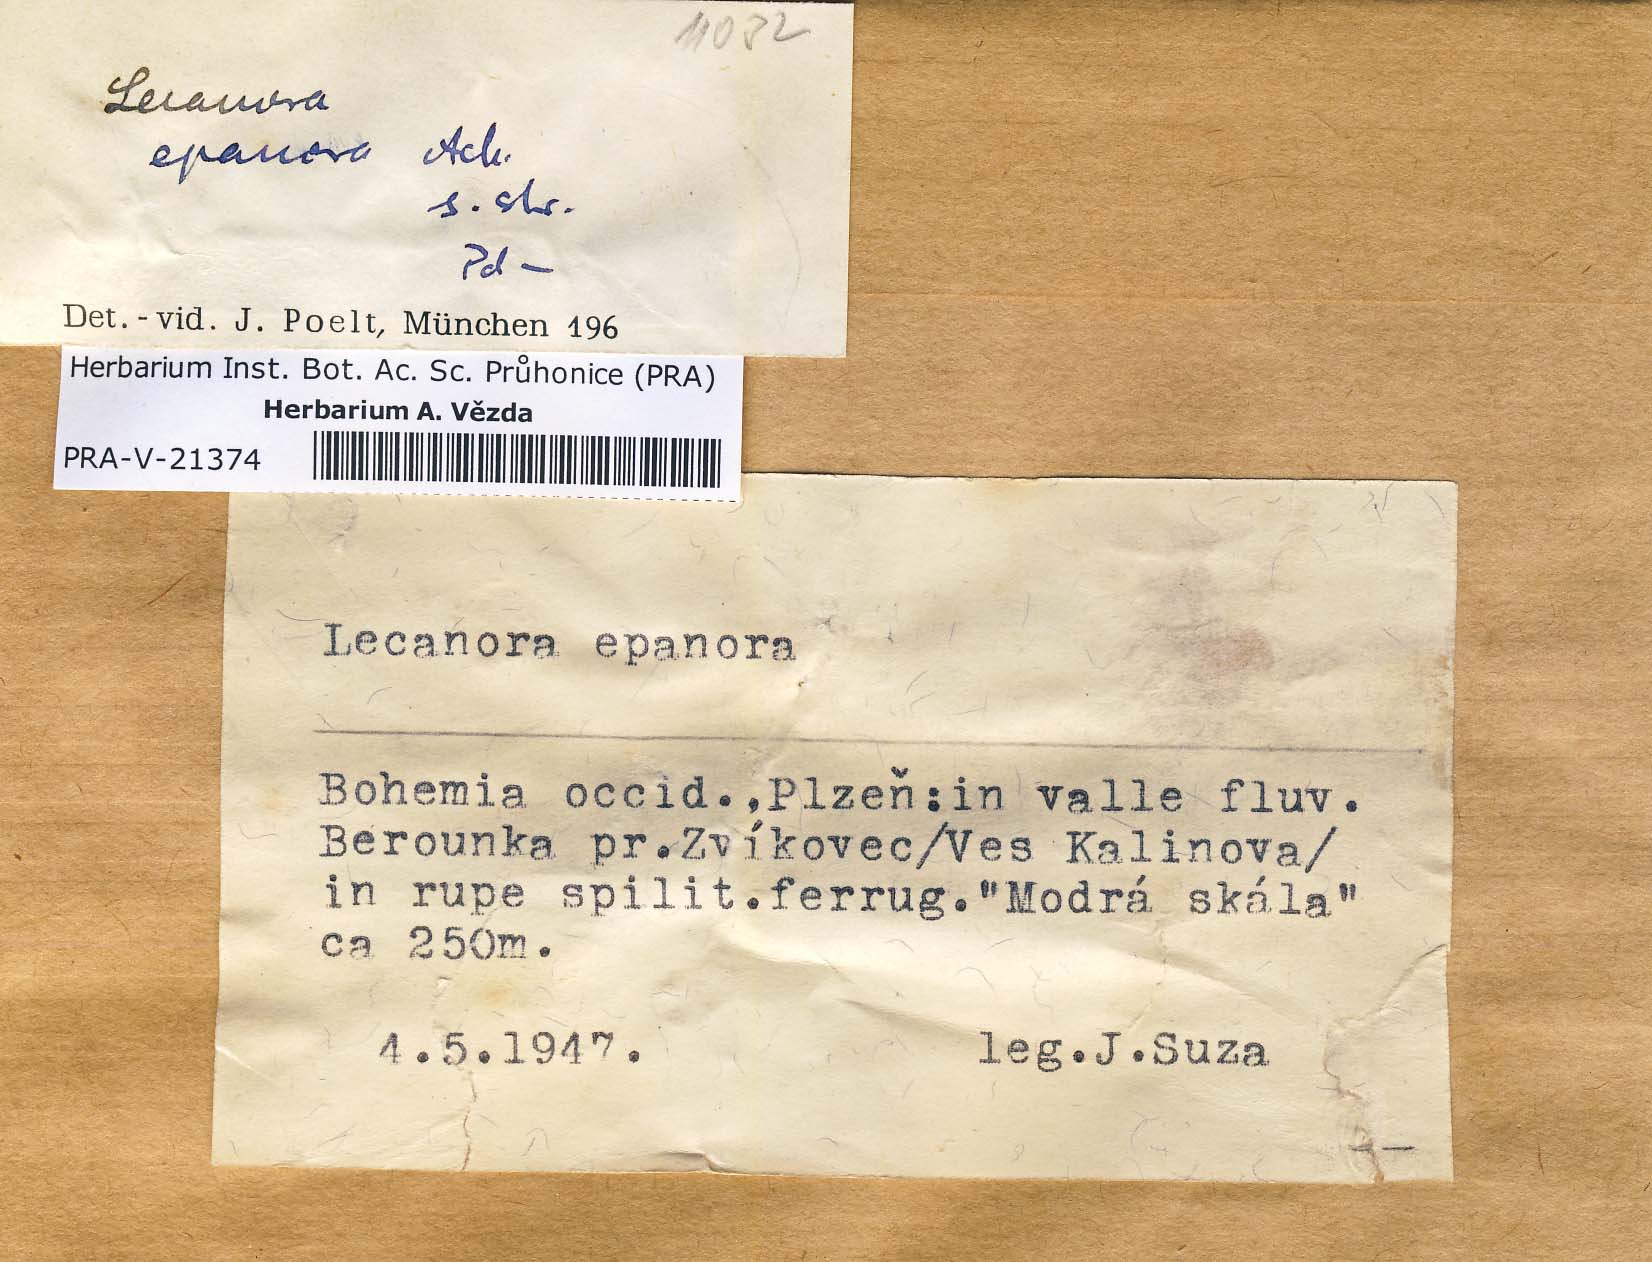 11032
Lecanora
epanora Ach.
s. str.
Pd –
Det. - vid. J. Poelt, München 196
Herbarium Inst. Bot. Ac. Sc. Průhonice (PRA)
Herbarium A. Vězda
PRA-V-21374
Lecanora epanora
Bohemia occid.,Plzeň:in valle fluv.
Berounka pr.Zvíkovec/Ves Kalinova/
in rupe spilit.ferrug."Modrá skála"
ca 250m.
4.5.1947. leg.J.Suza